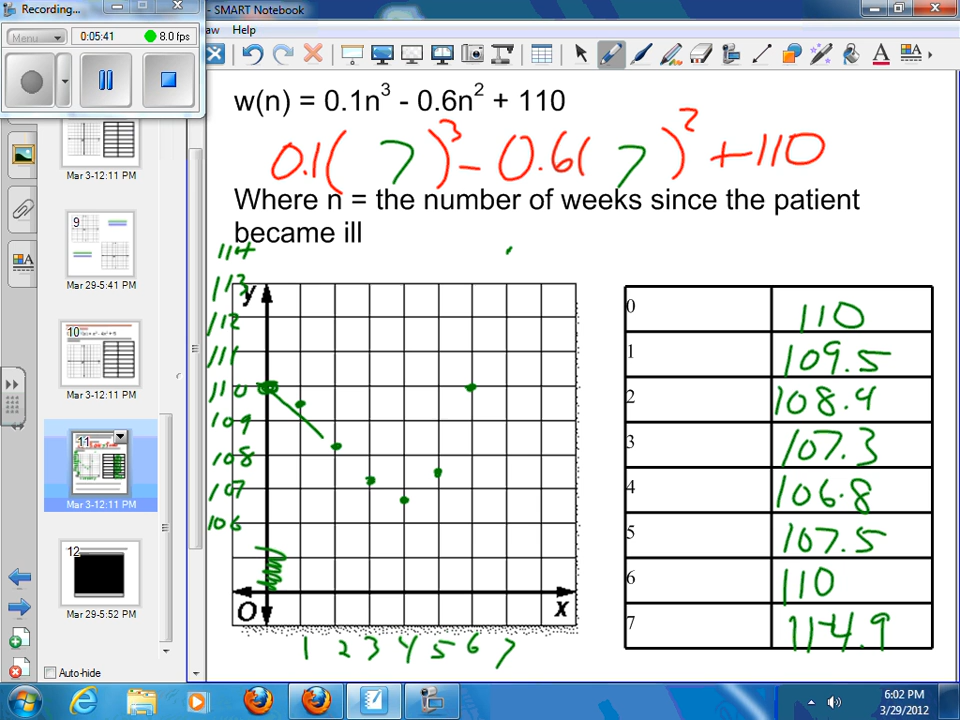 Recording...
- SMART Notebook
Menu
0:05:41
8.0 fps
aw Help
w(n) = 0.1n³ - 0.6n² + 110
0.1( 7 )³ - 0.6( 7 )² + 110
Where n = the number of weeks since the patient
became ill
Mar 3-12:11 PM
9
Mar 29-5:41 PM
10
Mar 3-12:11 PM
11
Mar 3-12:11 PM
12
Mar 29-5:52 PM
Auto-hide
114
113
y
112
111
110
109
108
107
106
O
x
1 2 3 4 5 6 7
0 110
1 109.5
2 108.4
3 107.3
4 106.8
5 107.5
6 110
7 114.9
6:02 PM
3/29/2012